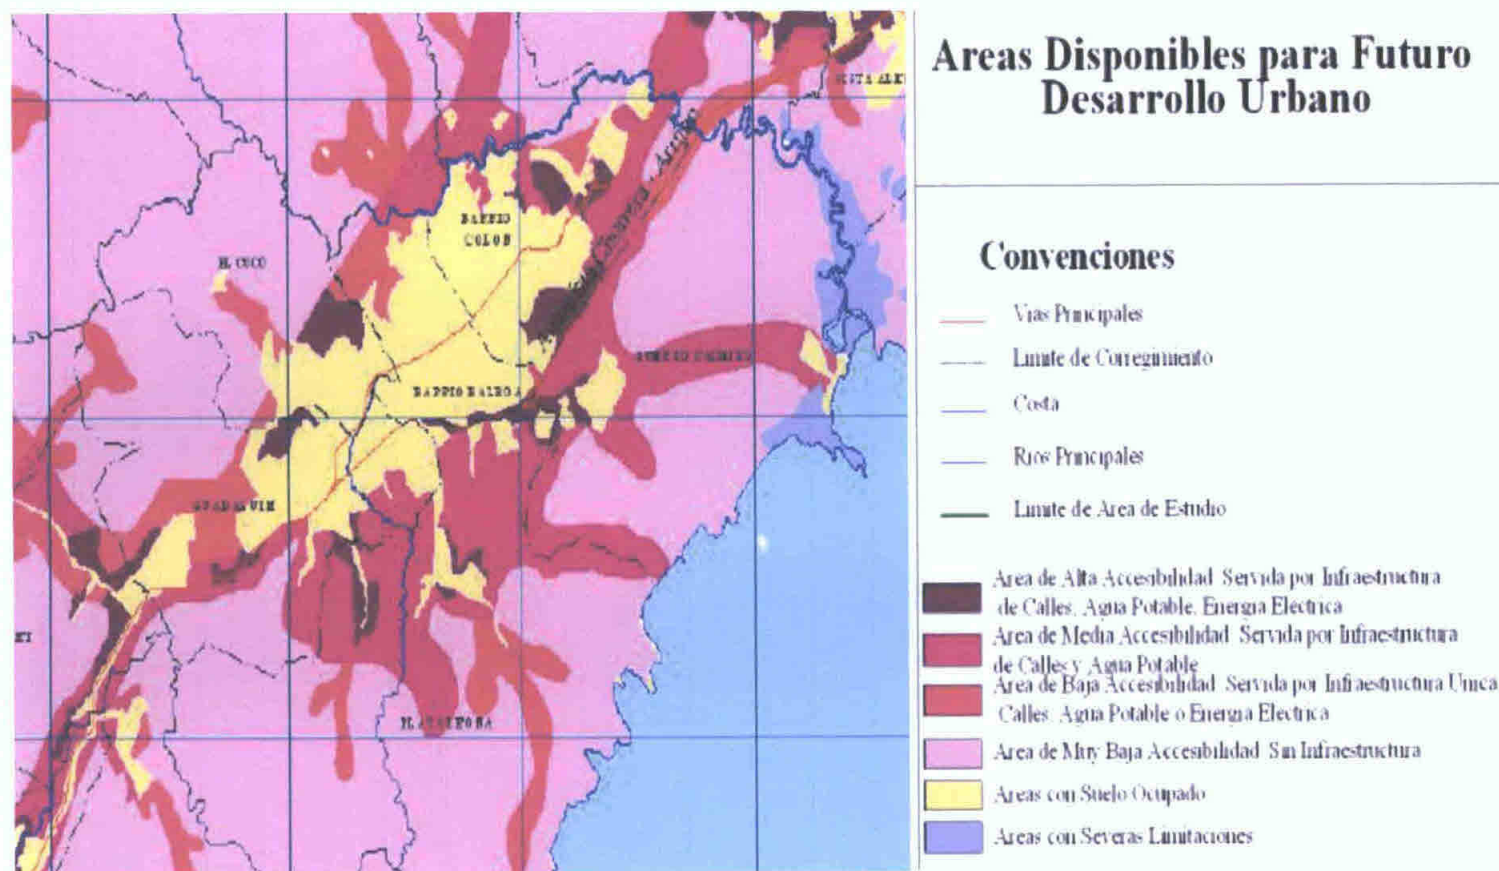 Areas Disponibles para Futuro
Desarrollo Urbano
Convenciones
Vias Principales
Limite de Corregimiento
Costa
Rios Principales
Limite de Area de Estudio
Area de Alta Accesibilidad Servida por Infraestructura
de Calles, Agua Potable, Energia Electrica
Area de Media Accesibilidad Servida por Infraestructura
de Calles y Agua Potable
Area de Baja Accesibilidad Servida por Infraestructura Unica
Calles, Agua Potable o Energia Electrica
Area de Muy Baja Accesibilidad Sin Infraestructura
Areas con Suelo Ocupado
Areas con Severas Limitaciones
BARRIO
COLON
EL COCO
BARRIO BALBOA